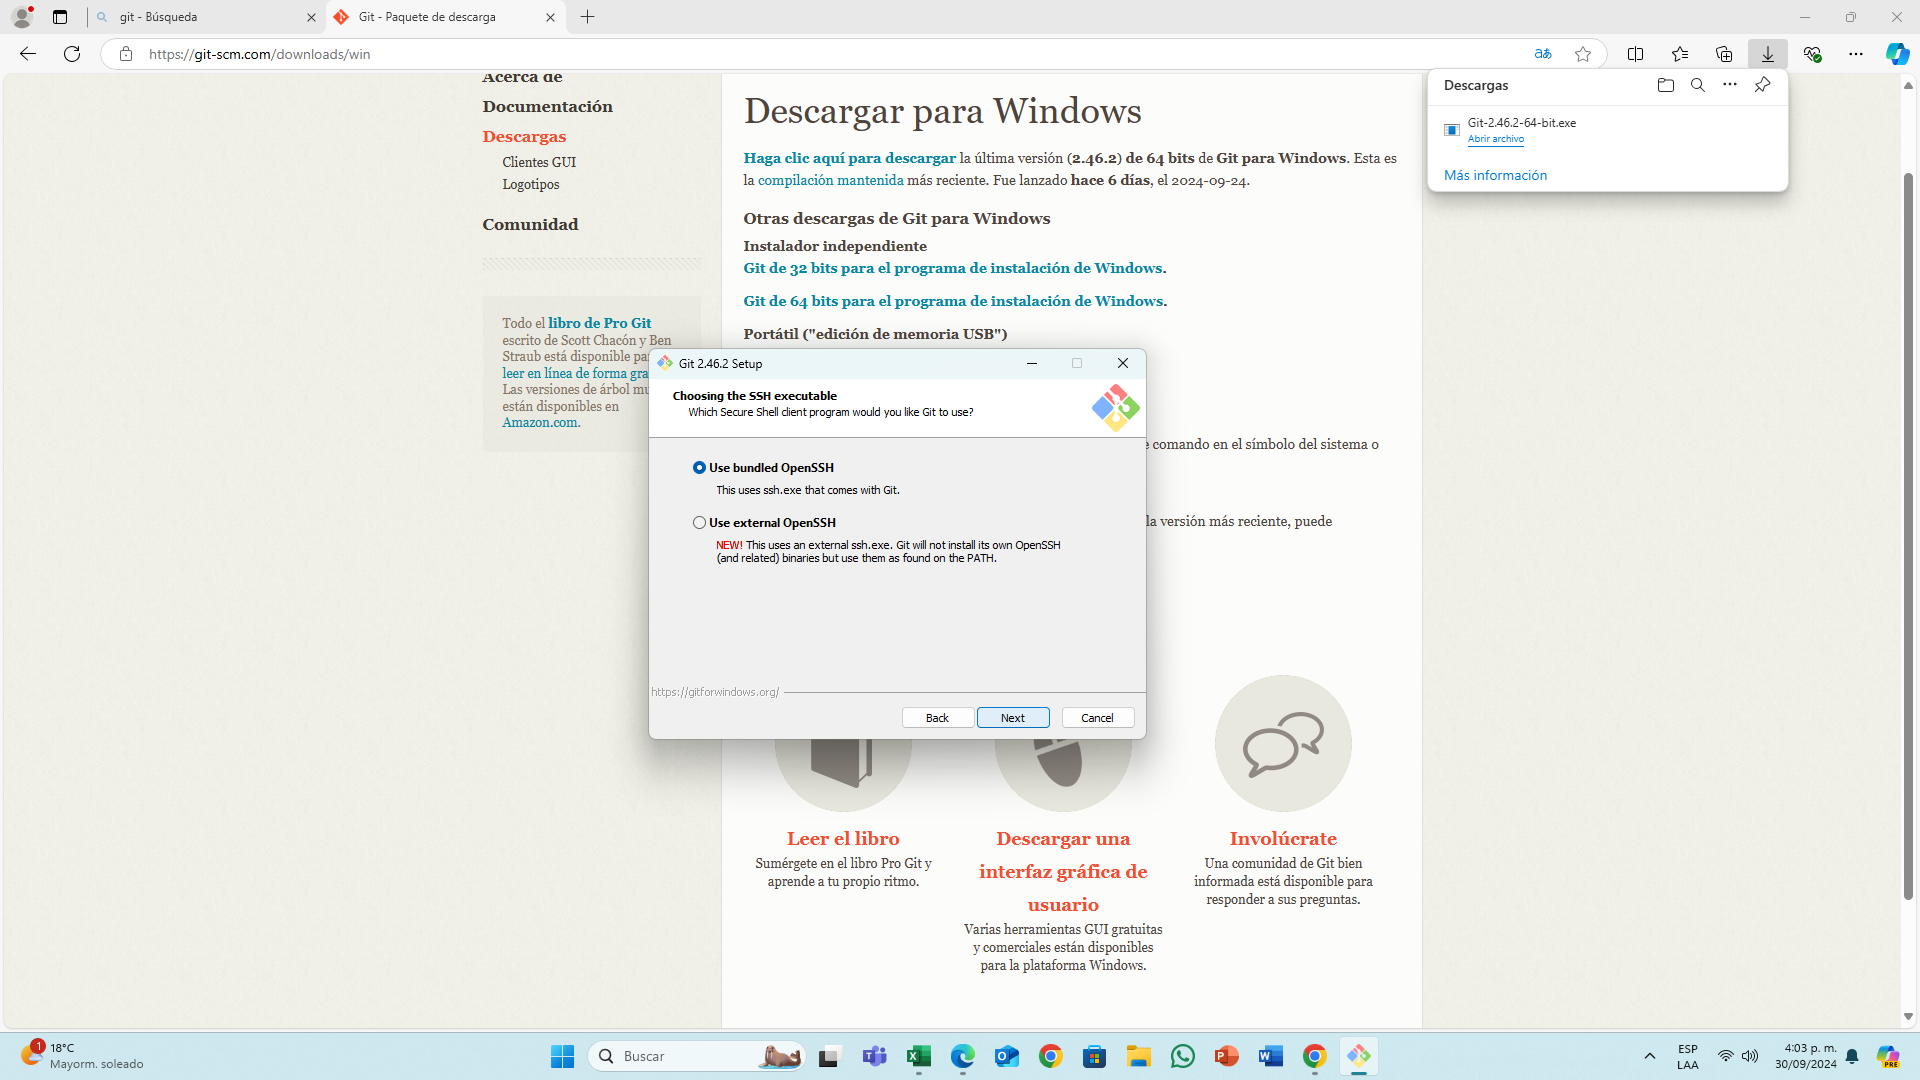 git - Búsqueda
Git - Paquete de descarga
https://git-scm.com/downloads/win
Acerca de
Documentación
Descargas
Clientes GUI
Logotipos
Comunidad
Todo el libro de Pro Git
escrito de Scott Chacón y Ben
Straub está disponible
leer en línea de forma
Las versiones de árbol
están disponibles en
Amazon.com.
Descargar para Windows
Haga clic aquí para descargar la última versión (2.46.2) de 64 bits de Git para Windows. Esta es
la compilación mantenida más reciente. Fue lanzado hace 6 días, el 2024-09-24.
Otras descargas de Git para Windows
Instalador independiente
Git de 32 bits para el programa de instalación de Windows.
Git de 64 bits para el programa de instalación de Windows.
Portátil ("edición de memoria USB")
comando en el símbolo del sistema o
la versión más reciente, puede
Descargas
Git-2.46.2-64-bit.exe
Abrir archivo
Más información
Git 2.46.2 Setup
Choosing the SSH executable
Which Secure Shell client program would you like Git to use?
Use bundled OpenSSH
This uses ssh.exe that comes with Git.
Use external OpenSSH
NEW! This uses an external ssh.exe. Git will not install its own OpenSSH
(and related) binaries but use them as found on the PATH.
https://gitforwindows.org/
Back
Next
Cancel
Leer el libro
Sumérgete en el libro Pro Git y
aprende a tu propio ritmo.
Descargar una
interfaz gráfica de
usuario
Varias herramientas GUI gratuitas
y comerciales están disponibles
para la plataforma Windows.
Involúcrate
Una comunidad de Git bien
informada está disponible para
responder a sus preguntas.
1
18°C
Mayorm. soleado
Buscar
ESP
LAA
4:03 p. m.
30/09/2024
PRE